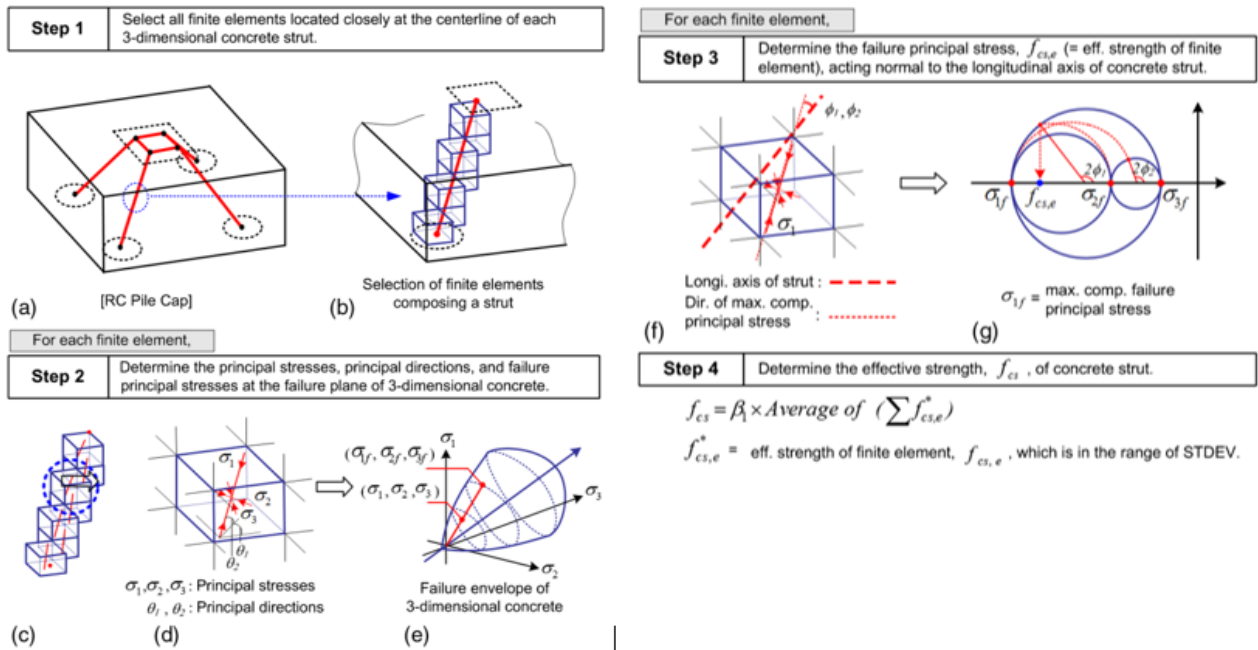 Step 1
Select all finite elements located closely at the centerline of each
3-dimensional concrete strut.
(a)
[RC Pile Cap]
(b)
Selection of finite elements
composing a strut
For each finite element,
Step 2
Determine the principal stresses, principal directions, and failure
principal stresses at the failure plane of 3-dimensional concrete.
σ₁
σ₂
σ₃
θ₁
θ₂
σ₁,σ₂,σ₃: Principal stresses
θ₁, θ₂: Principal directions
(σ₁f, σ₂f, σ₃f)
(σ₁, σ₂, σ₃)
σ₁
σ₃
σ₂
Failure envelope of
3-dimensional concrete
(c)
(d)
(e)
For each finite element,
Step 3
Determine the failure principal stress, f_cs,e (= eff. strength of finite
element), acting normal to the longitudinal axis of concrete strut.
ϕ₁, ϕ₂
σ₁
Longi. axis of strut :
Dir. of max. comp.
principal stress :
(f)
2ϕ₁
2ϕ₂
σ₁f
f_cs,e
σ₂f
σ₃f
σ₁f = max. comp. failure
principal stress
(g)
Step 4
Determine the effective strength, f_cs , of concrete strut.
f_cs = β₁ × Average of (∑ f*_cs,e)
f*_cs,e = eff. strength of finite element, f_cs, e , which is in the range of STDEV.